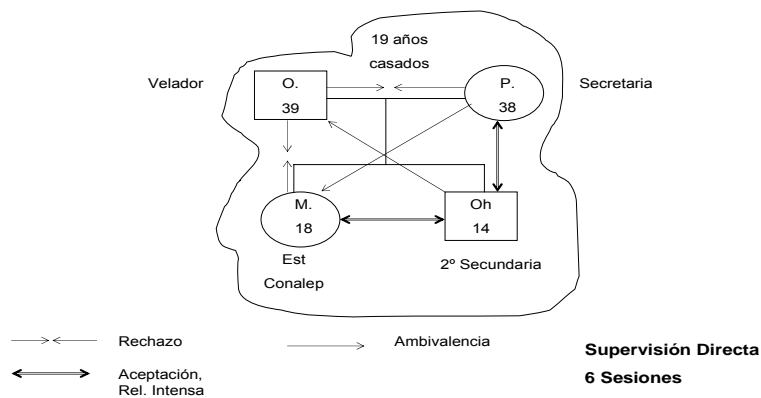 19 años
casados
Velador
O.
39
P.
38
Secretaria
M.
18
Oh
14
Est
Conalep
2º Secundaria
Rechazo
Ambivalencia
Aceptación,
Rel. Intensa
Supervisión Directa
6 Sesiones